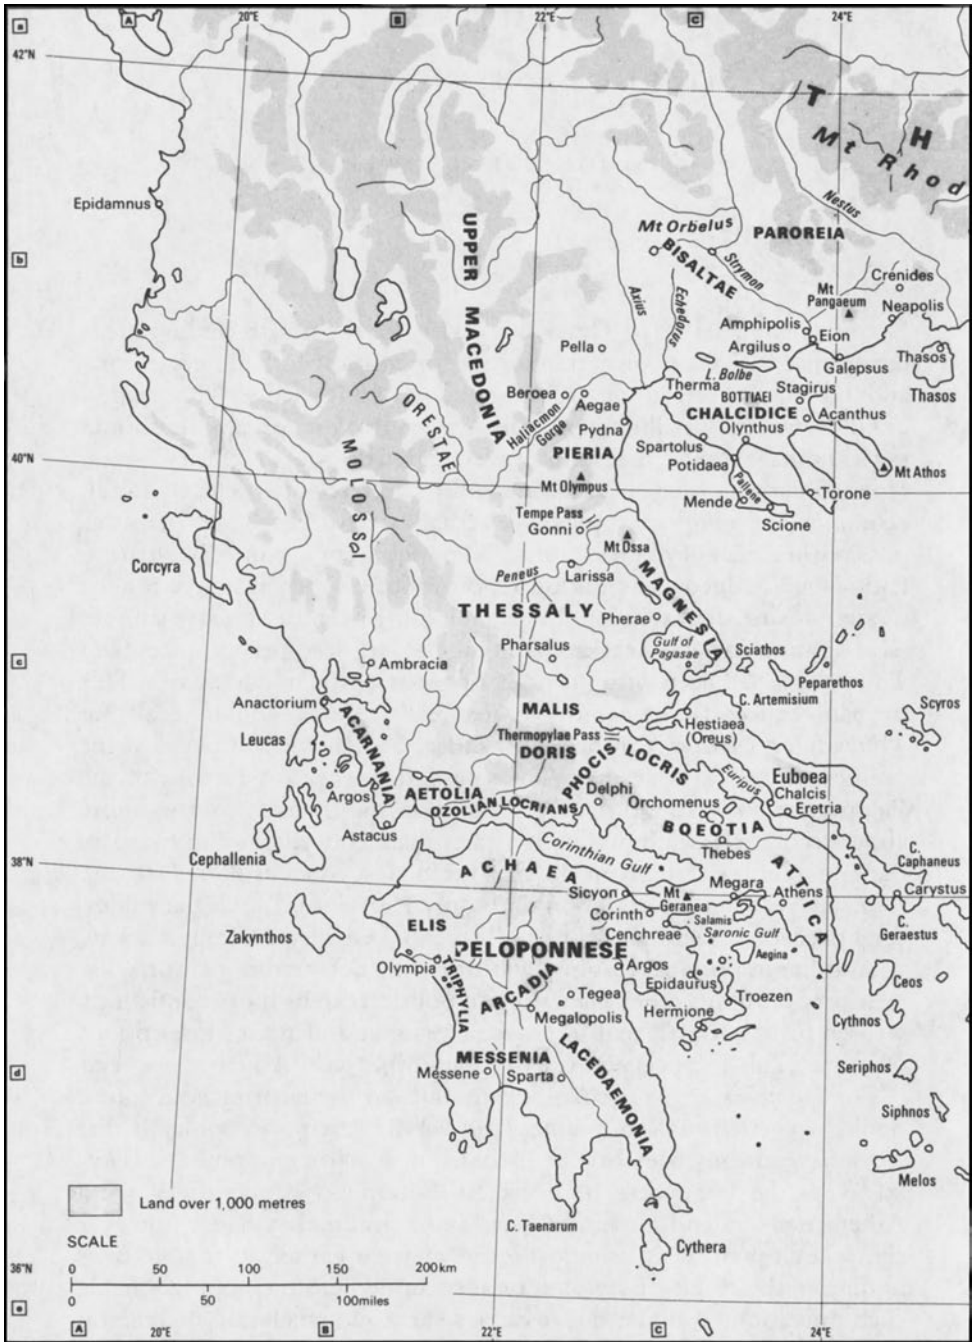 a
A
20°E
B
22°E
C
24°E
42°N
T H
Mt Rhod
Nestus
Epidamnus
UPPER MACEDONIA
Mt Orbelus
PAROREIA
BISALTAE
Strymon
b
Crenides
Mt
Pangaeum
Neapolis
Axius
Echedorus
Amphipolis
Eion
Argilus
Pella
Galepsus
Thasos
L. Bolbe
Thasos
Therma
Stagirus
BOTTIAEI
Beroea
Aegae
CHALCIDICE
Acanthus
ORESTAE
Haliacmon
Gorge
Pydna
Olynthus
Spartolus
PIERIA
Potidaea
MOLOSSOI
40°N
Mt Olympus
Mt Athos
Pallene
Torone
Mende
Scione
Tempe Pass
Gonni
Mt Ossa
Corcyra
Peneus
Larissa
MAGNESIA
THESSALY
Pherae
Pharsalus
Gulf of
Pagasae
Sciathos
c
Ambracia
Peparethos
C. Artemisium
Anactorium
MALIS
Scyros
Hestiaea
(Oreus)
Leucas
ACARNANIA
Thermopylae Pass
DORIS
PHOCIS
LOCRIS
Euripus
Euboea
Chalcis
Argos
AETOLIA
Delphi
Orchomenus
Eretria
OZOLIAN LOCRIANS
Astacus
BOEOTIA
Thebes
Corinthian Gulf
38°N
Cephallenia
ACHAEA
ATTICA
C.
Caphaneus
Megara
Sicyon
Mt
Geranea
Athens
Carystus
Corinth
Salamis
C.
Geraestus
ELIS
Zakynthos
Cenchreae
Saronic Gulf
PELOPONNESE
Aegina
Olympia
Argos
TRIPHYLIA
ARCADIA
Epidaurus
Ceos
Tegea
Troezen
Megalopolis
Hermione
Cythnos
LACEDAEMONIA
MESSENIA
d
Messene
Sparta
Seriphos
Siphnos
Melos
Land over 1,000 metres
C. Taenarum
SCALE
Cythera
36°N
0 50 100 150 200km
0 50 100miles
e
A
20°E
B
22°E
C
24°E